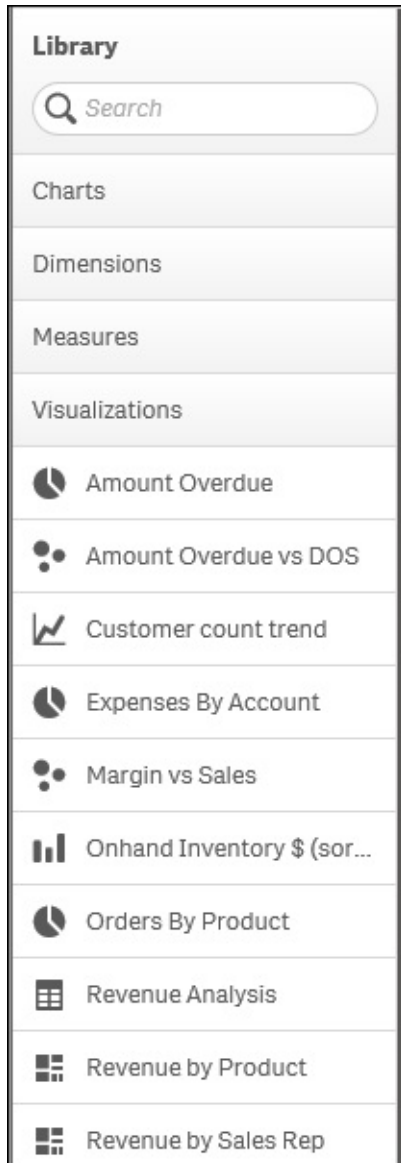 Library
Search
Charts
Dimensions
Measures
Visualizations
Amount Overdue
Amount Overdue vs DOS
Customer count trend
Expenses By Account
Margin vs Sales
Onhand Inventory $ (sor...
Orders By Product
Revenue Analysis
Revenue by Product
Revenue by Sales Rep